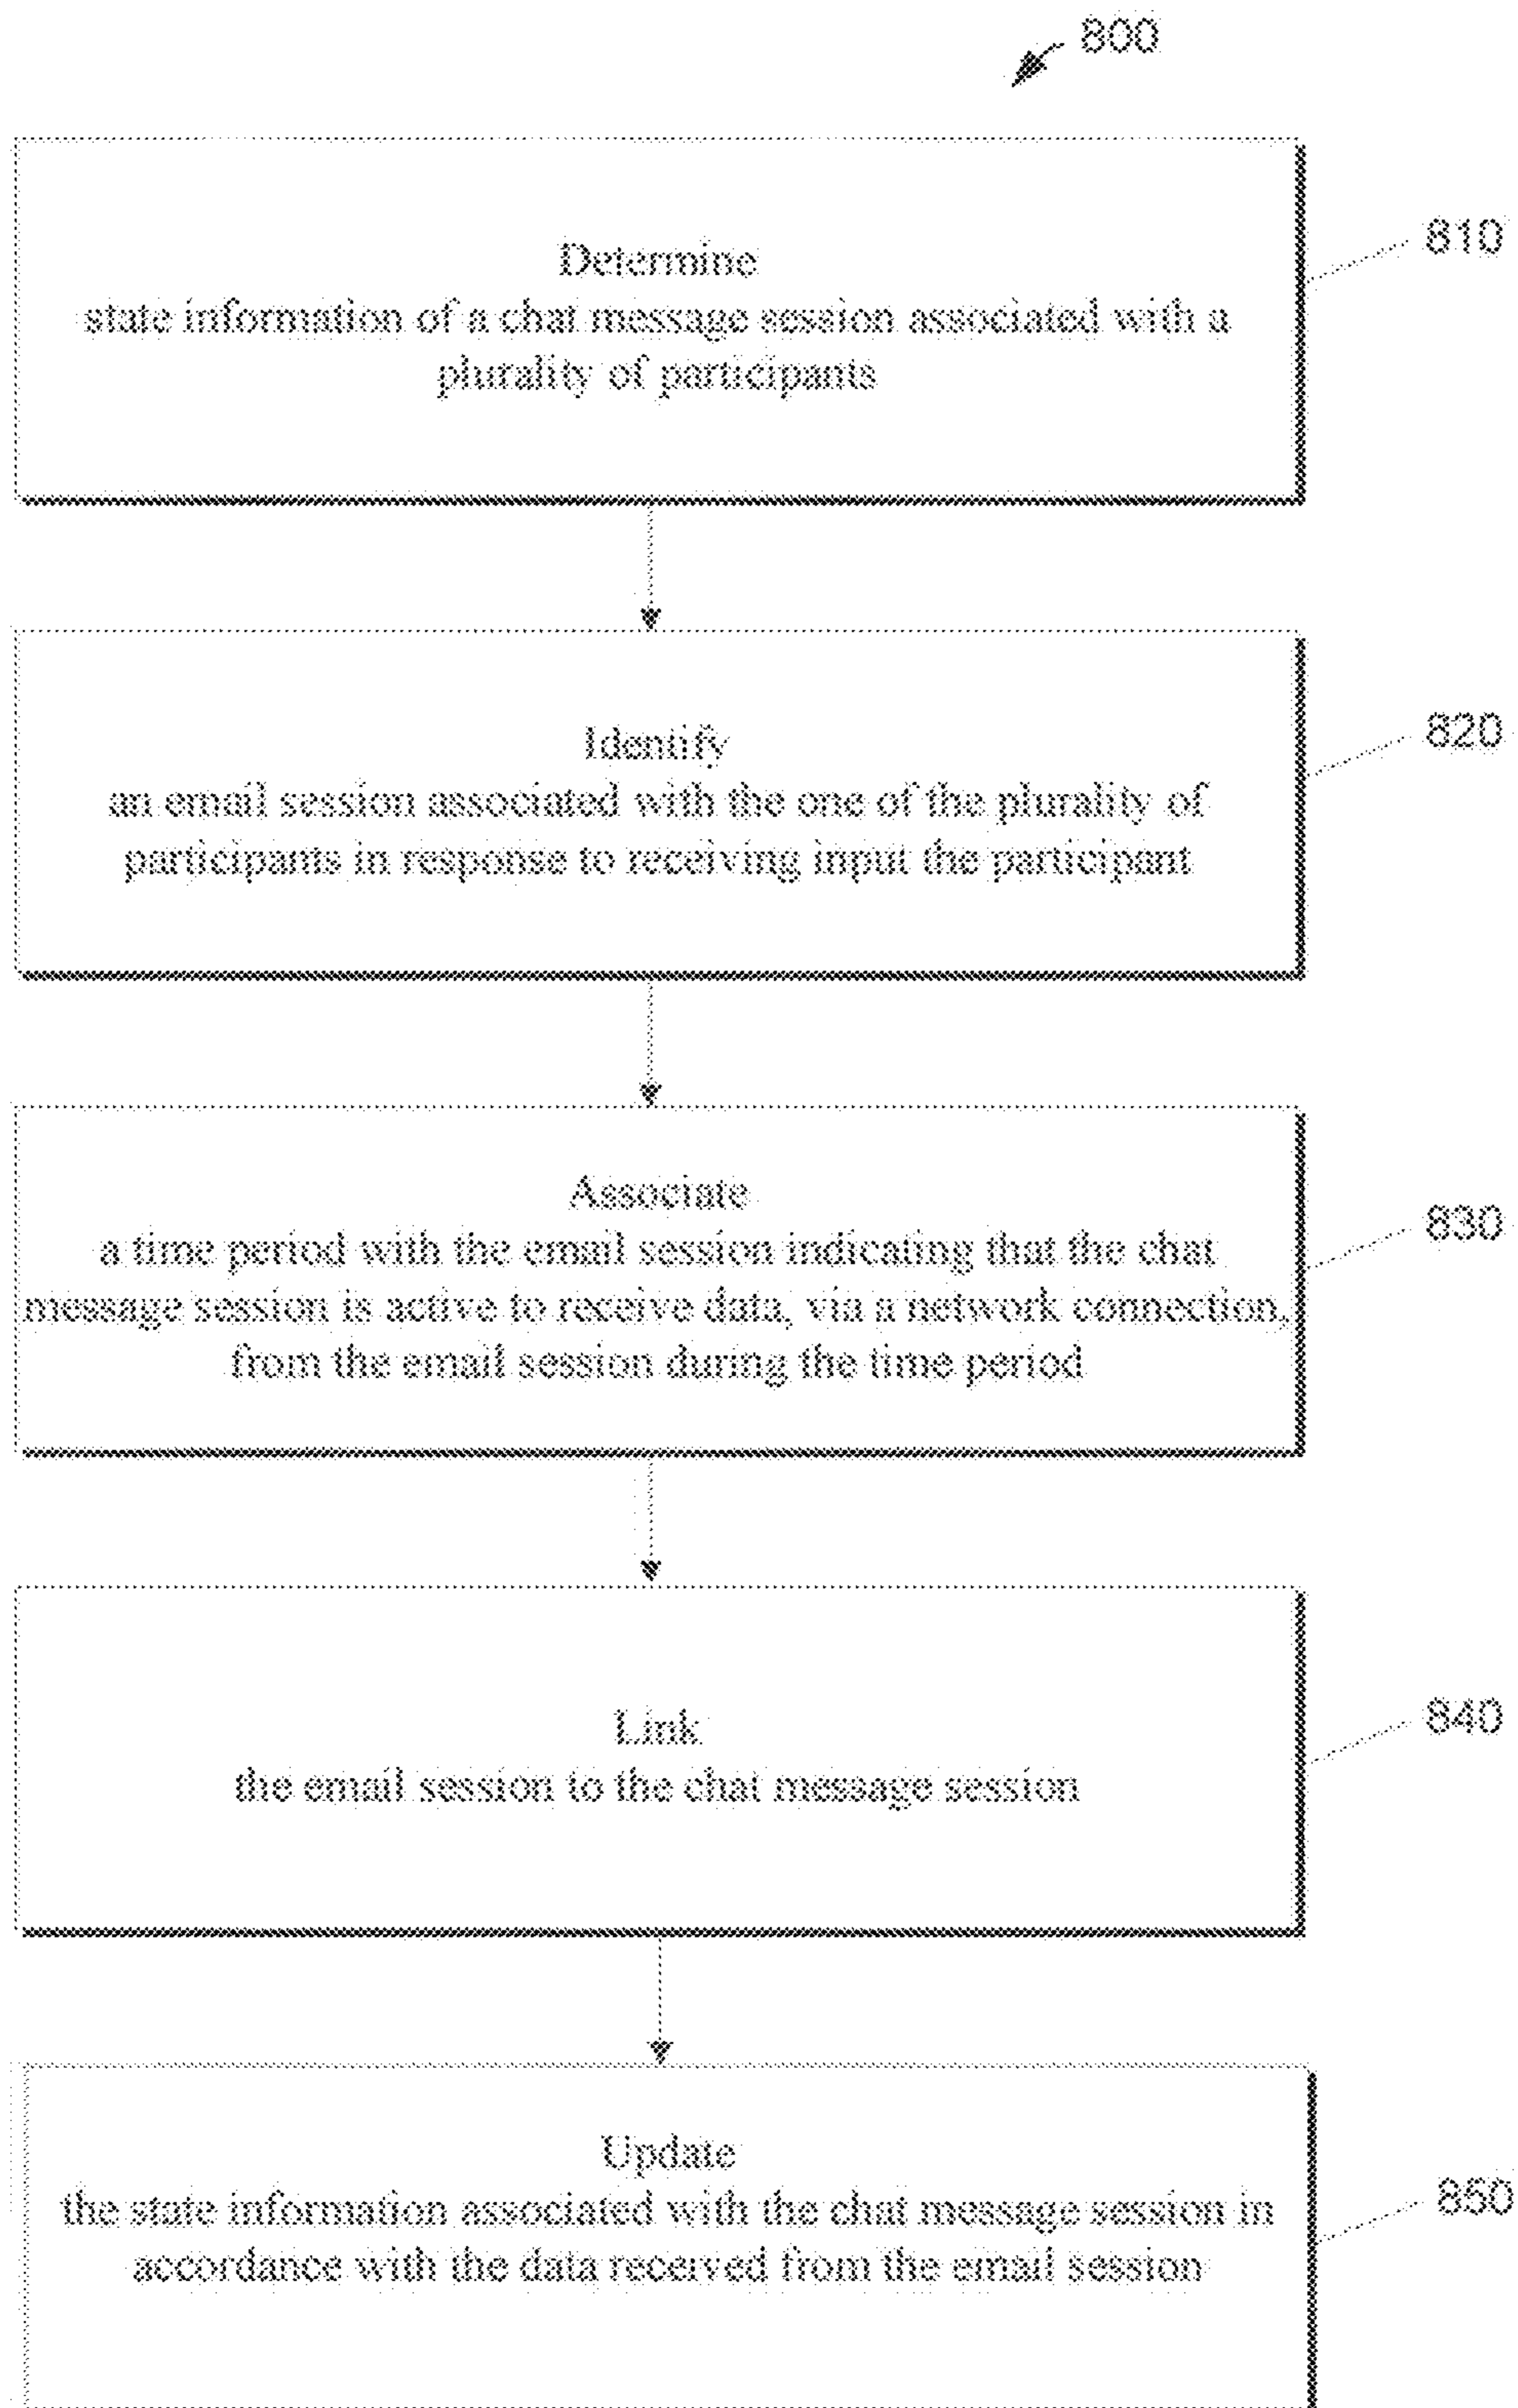 800
Determine
state information of a chat message session associated with a
plurality of participants
810
Identify
an email session associated with the one of the plurality of
participants in response to receiving input the participant
820
Associate
a time period with the email session indicating that the chat
message session is active to receive data, via a network connection,
from the email session during the time period
830
Link
the email session to the chat message session
840
Update
the state information associated with the chat message session in
accordance with the data received from the email session
850